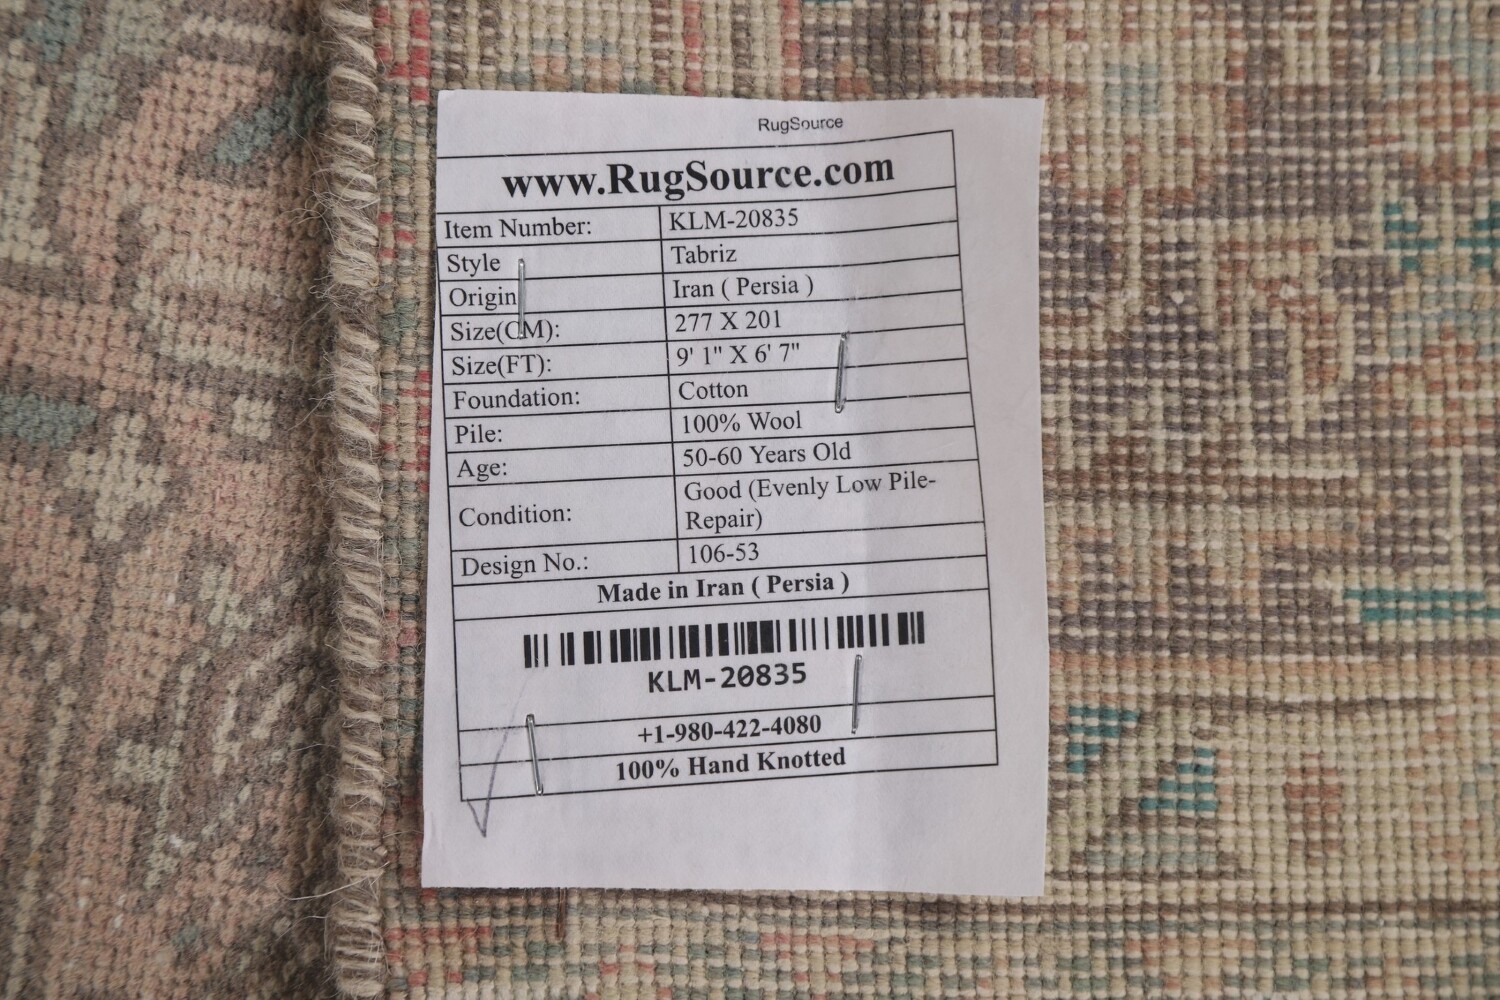 RugSource
www.RugSource.com
Item Number: KLM-20835
Style Tabriz
Origin Iran ( Persia )
Size(CM): 277 X 201
Size(FT): 9' 1" X 6' 7"
Foundation: Cotton
Pile: 100% Wool
Age: 50-60 Years Old
Condition: Good (Evenly Low Pile-
Repair)
Design No.: 106-53
Made in Iran ( Persia )
KLM-20835
+1-980-422-4080
100% Hand Knotted